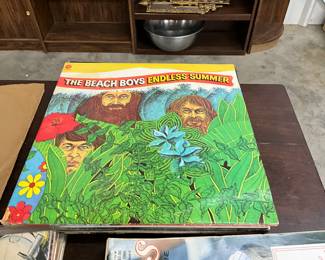 THE BEACH BOYS ENDLESS SUMMER